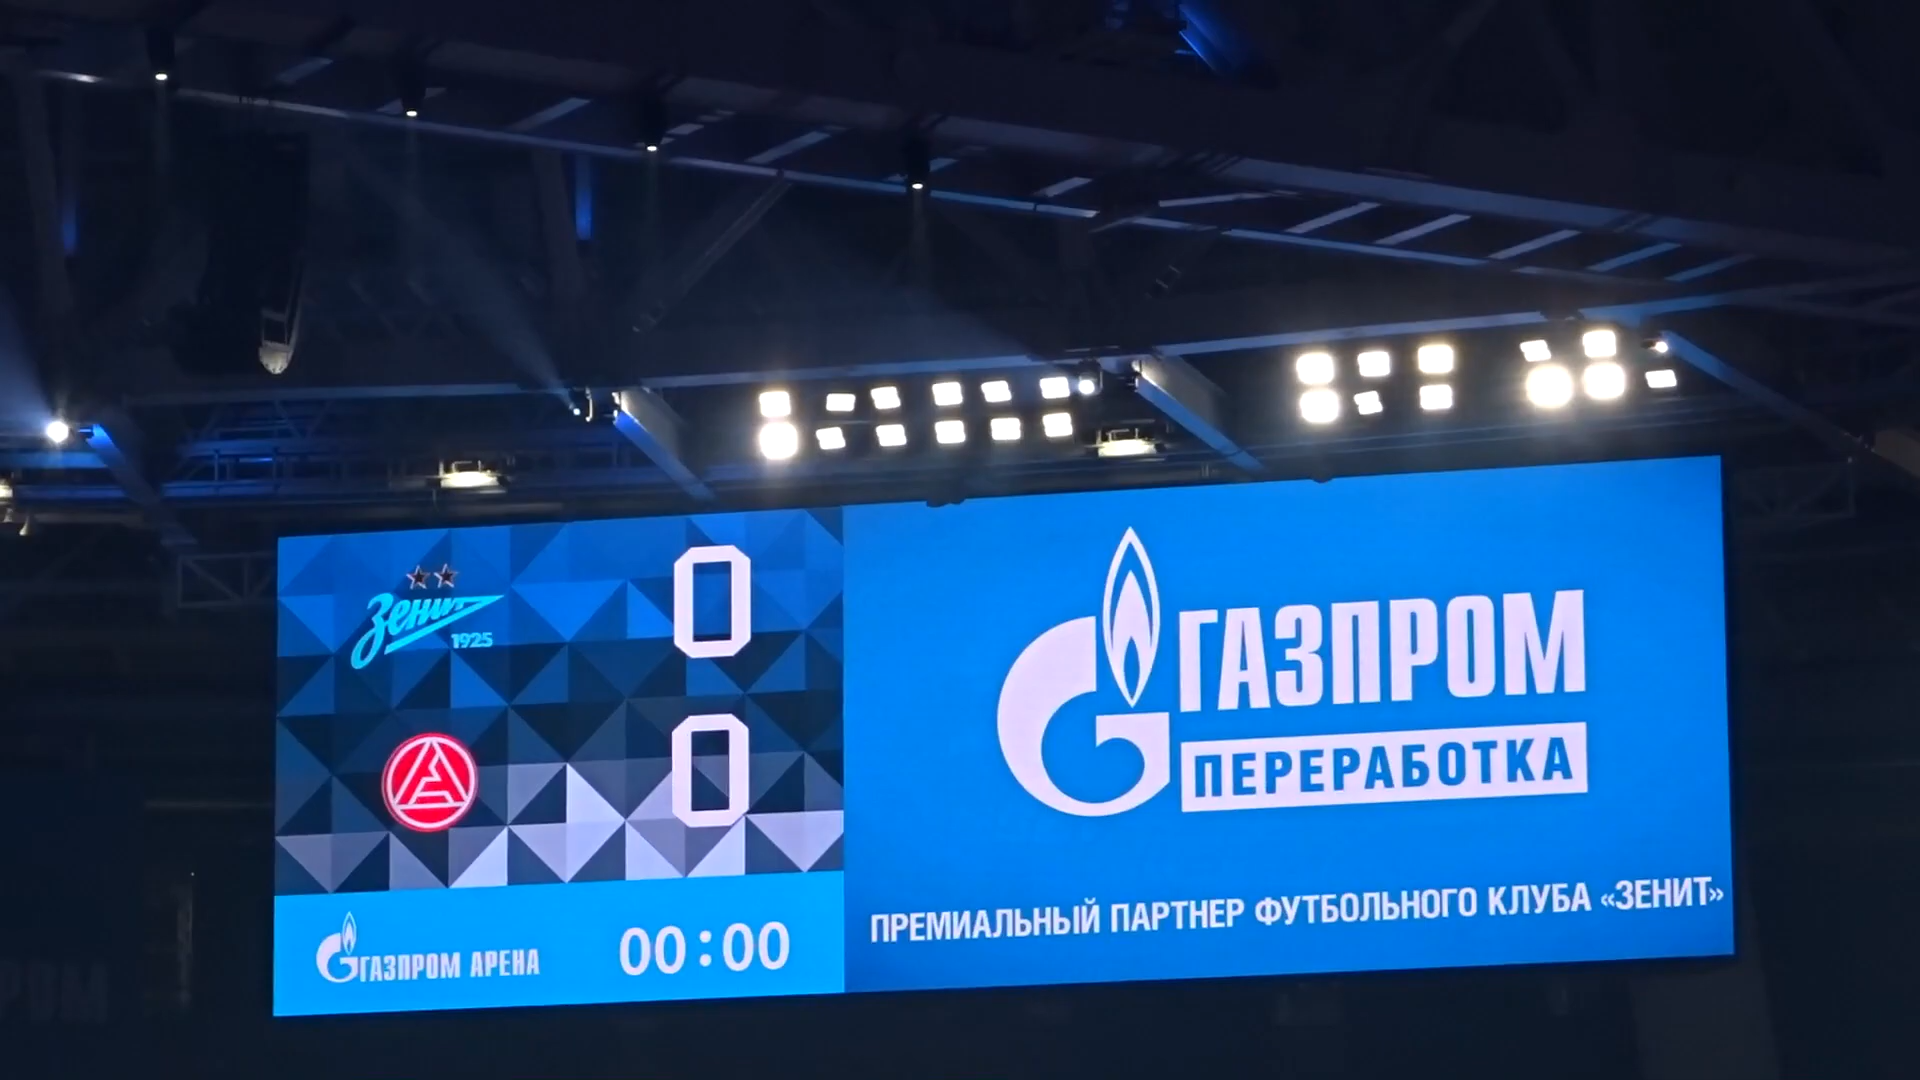 Зенит
1925
0
0
ГАЗПРОМ АРЕНА
00:00
ГАЗПРОМ
ПЕРЕРАБОТКА
ПРЕМИАЛЬНЫЙ ПАРТНЕР ФУТБОЛЬНОГО КЛУБА «ЗЕНИТ»